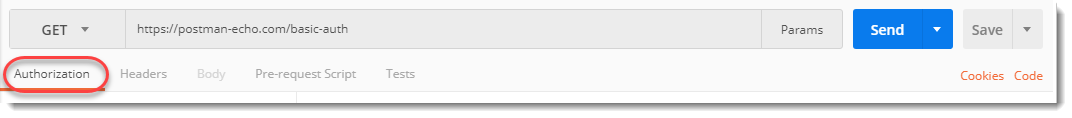 GET https://postman-echo.com/basic-auth Params Send Save
Authorization Headers Body Pre-request Script Tests Cookies Code